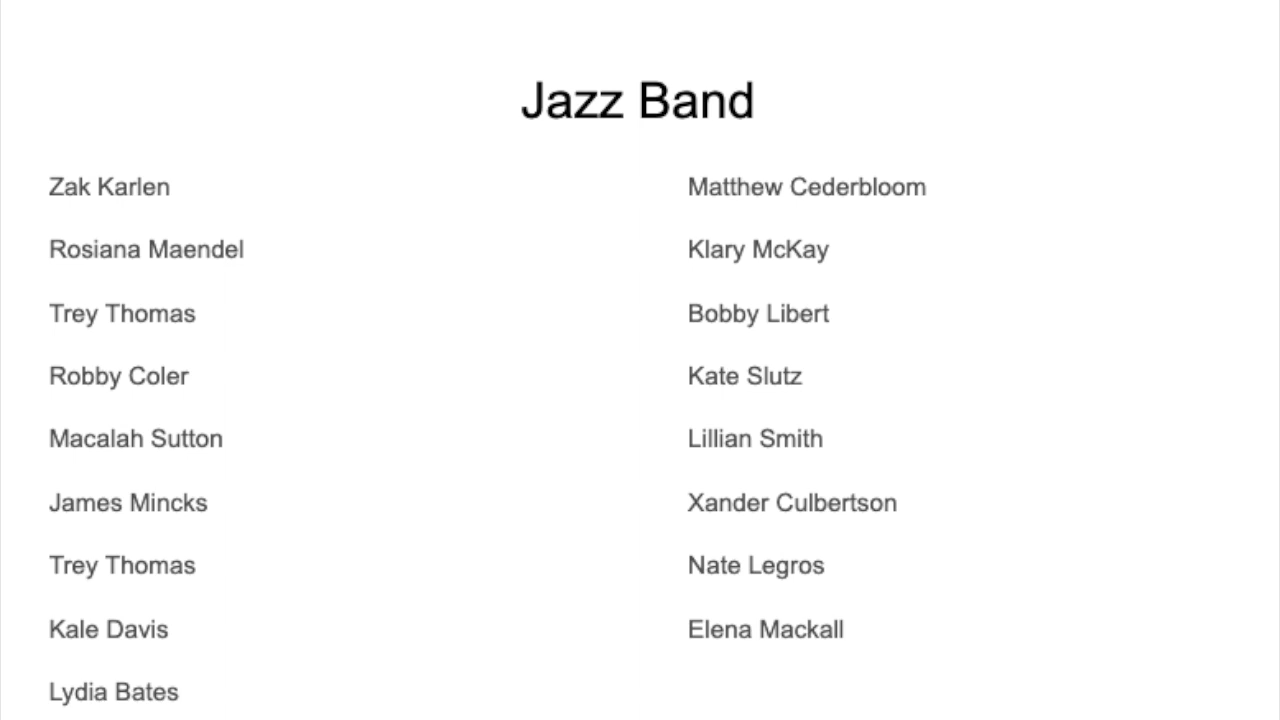 Jazz Band
Zak Karlen
Rosiana Maendel
Trey Thomas
Robby Coler
Macalah Sutton
James Mincks
Trey Thomas
Kale Davis
Lydia Bates
Matthew Cederbloom
Klary McKay
Bobby Libert
Kate Slutz
Lillian Smith
Xander Culbertson
Nate Legros
Elena Mackall